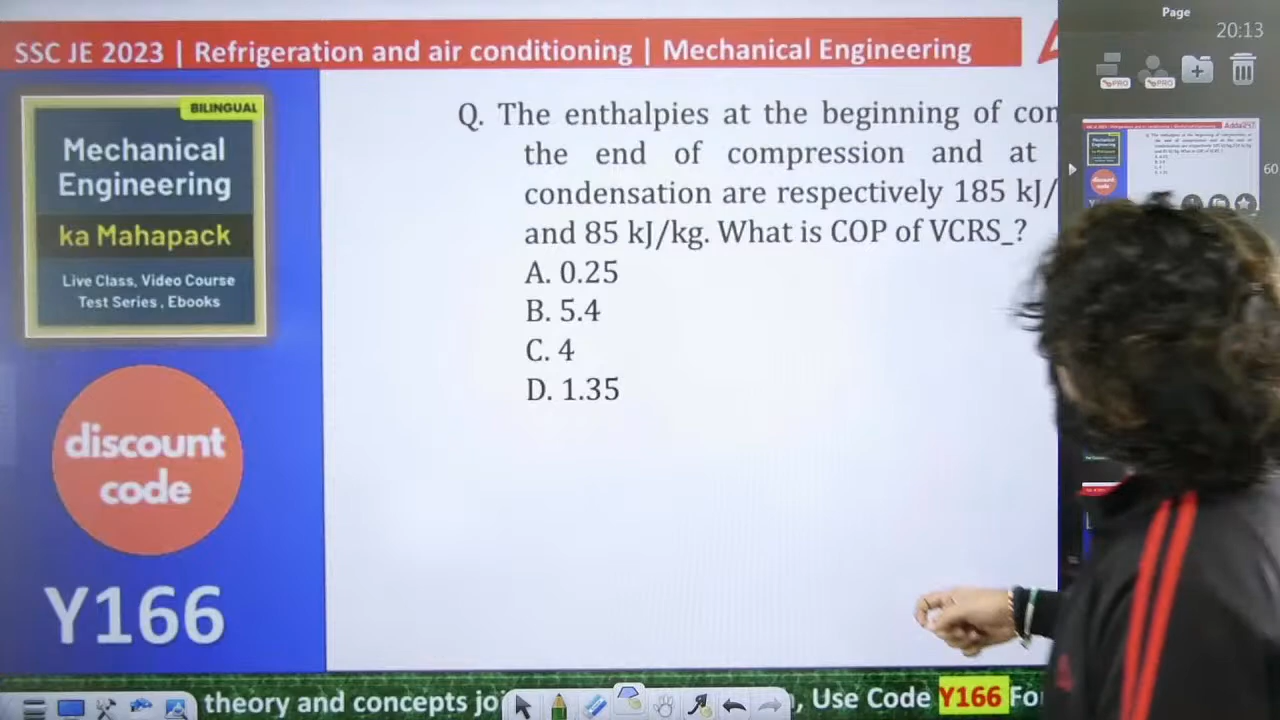 Page
20:13
SSC JE 2023 | Refrigeration and air conditioning | Mechanical Engineering
PRO
PRO
BILINGUAL
Mechanical
Engineering
ka Mahapack
Live Class, Video Course
Test Series , Ebooks
Q. The enthalpies at the beginning of
the end of compression and at
condensation are respectively 185 kJ/
and 85 kJ/kg. What is COP of VCRS_?
A. 0.25
B. 5.4
C. 4
D. 1.35
60
discount
code
Y166
theory and concepts
, Use Code Y166